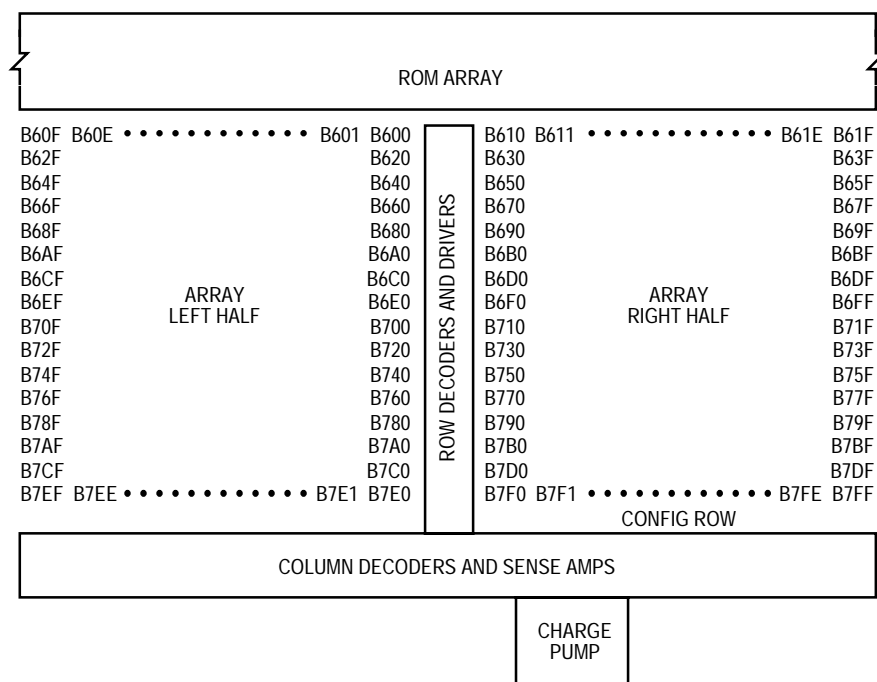 ROM ARRAY
B60F B60E • • • • • • • • • • • • B601 B600 B610 B611 • • • • • • • • • • • • B61E B61F
B62F B620 B630 B63F
B64F B640 B650 B65F
B66F B660 B670 B67F
B68F B680 B690 B69F
B6AF B6A0 B6B0 B6BF
B6CF B6C0 B6D0 B6DF
B6EF B6E0 B6F0 B6FF
B70F B700 B710 B71F
B72F B720 B730 B73F
B74F B740 B750 B75F
B76F B760 B770 B77F
B78F B780 B790 B79F
B7AF B7A0 B7B0 B7BF
B7CF B7C0 B7D0 B7DF
B7EF B7EE • • • • • • • • • • • • B7E1 B7E0 B7F0 B7F1 • • • • • • • • • • • • B7FE B7FF
ARRAY
LEFT HALF
ROW DECODERS AND DRIVERS
ARRAY
RIGHT HALF
CONFIG ROW
COLUMN DECODERS AND SENSE AMPS
CHARGE
PUMP